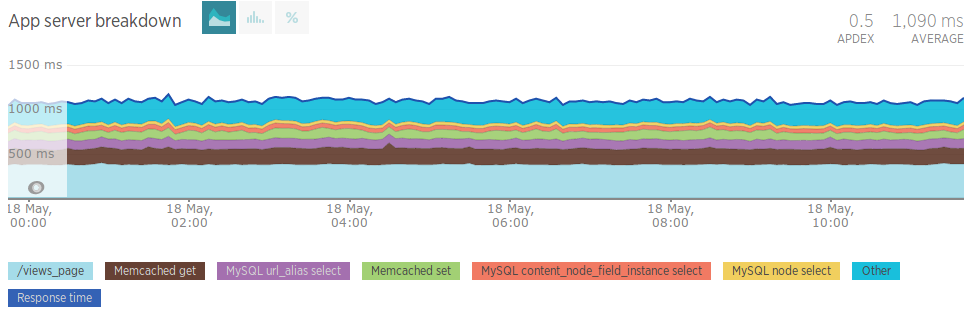 App server breakdown
%
0.5 1,090 ms
APDEX AVERAGE
1500 ms
1000 ms
500 ms
18 May, 00:00
18 May, 02:00
18 May, 04:00
18 May, 06:00
18 May, 08:00
18 May, 10:00
/views_page Memcached get MySQL url_alias select Memcached set MySQL content_node_field_instance select MySQL node select Other
Response time